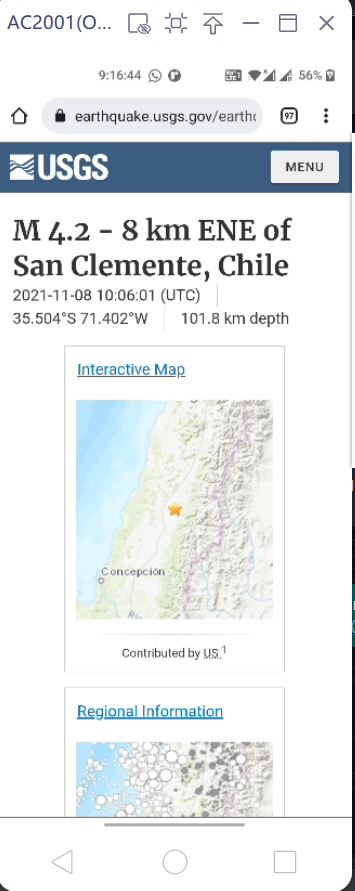 AC2001(O...
9:16:44 56%
earthquake.usgs.gov/earthq 97
USGS MENU
M 4.2 - 8 km ENE of
San Clemente, Chile
2021-11-08 10:06:01 (UTC)
35.504°S 71.402°W 101.8 km depth
Interactive Map
Concepción
Contributed by US 1
Regional Information